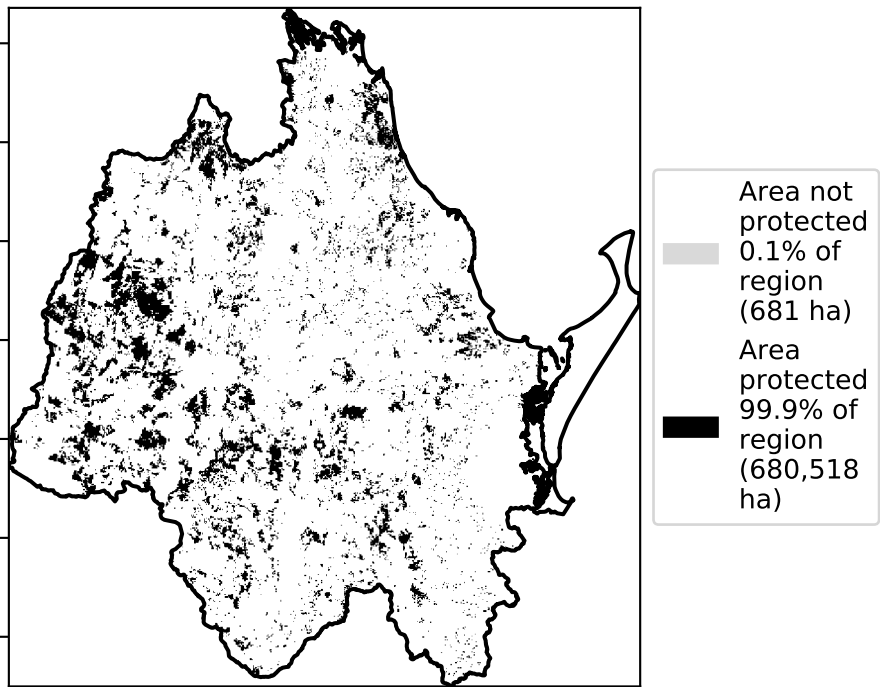 Area not
protected
0.1% of
region
(681 ha)
Area
protected
99.9% of
region
(680,518
ha)